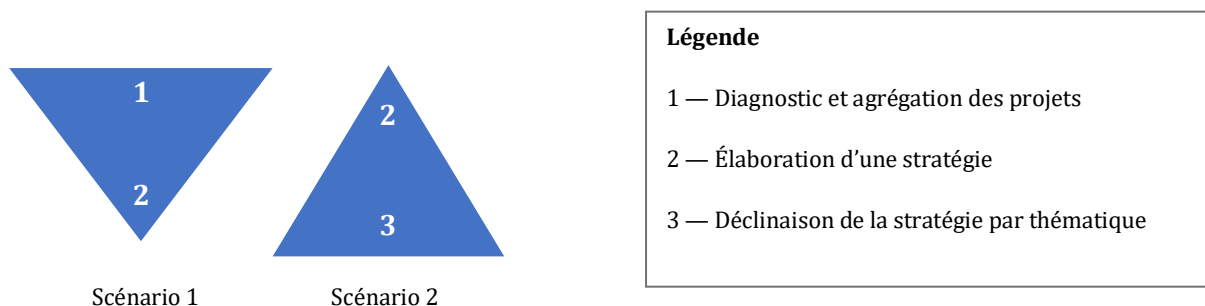 1
2
Scénario 1
2
3
Scénario 2
Légende
1 — Diagnostic et agrégation des projets
2 — Élaboration d’une stratégie
3 — Déclinaison de la stratégie par thématique